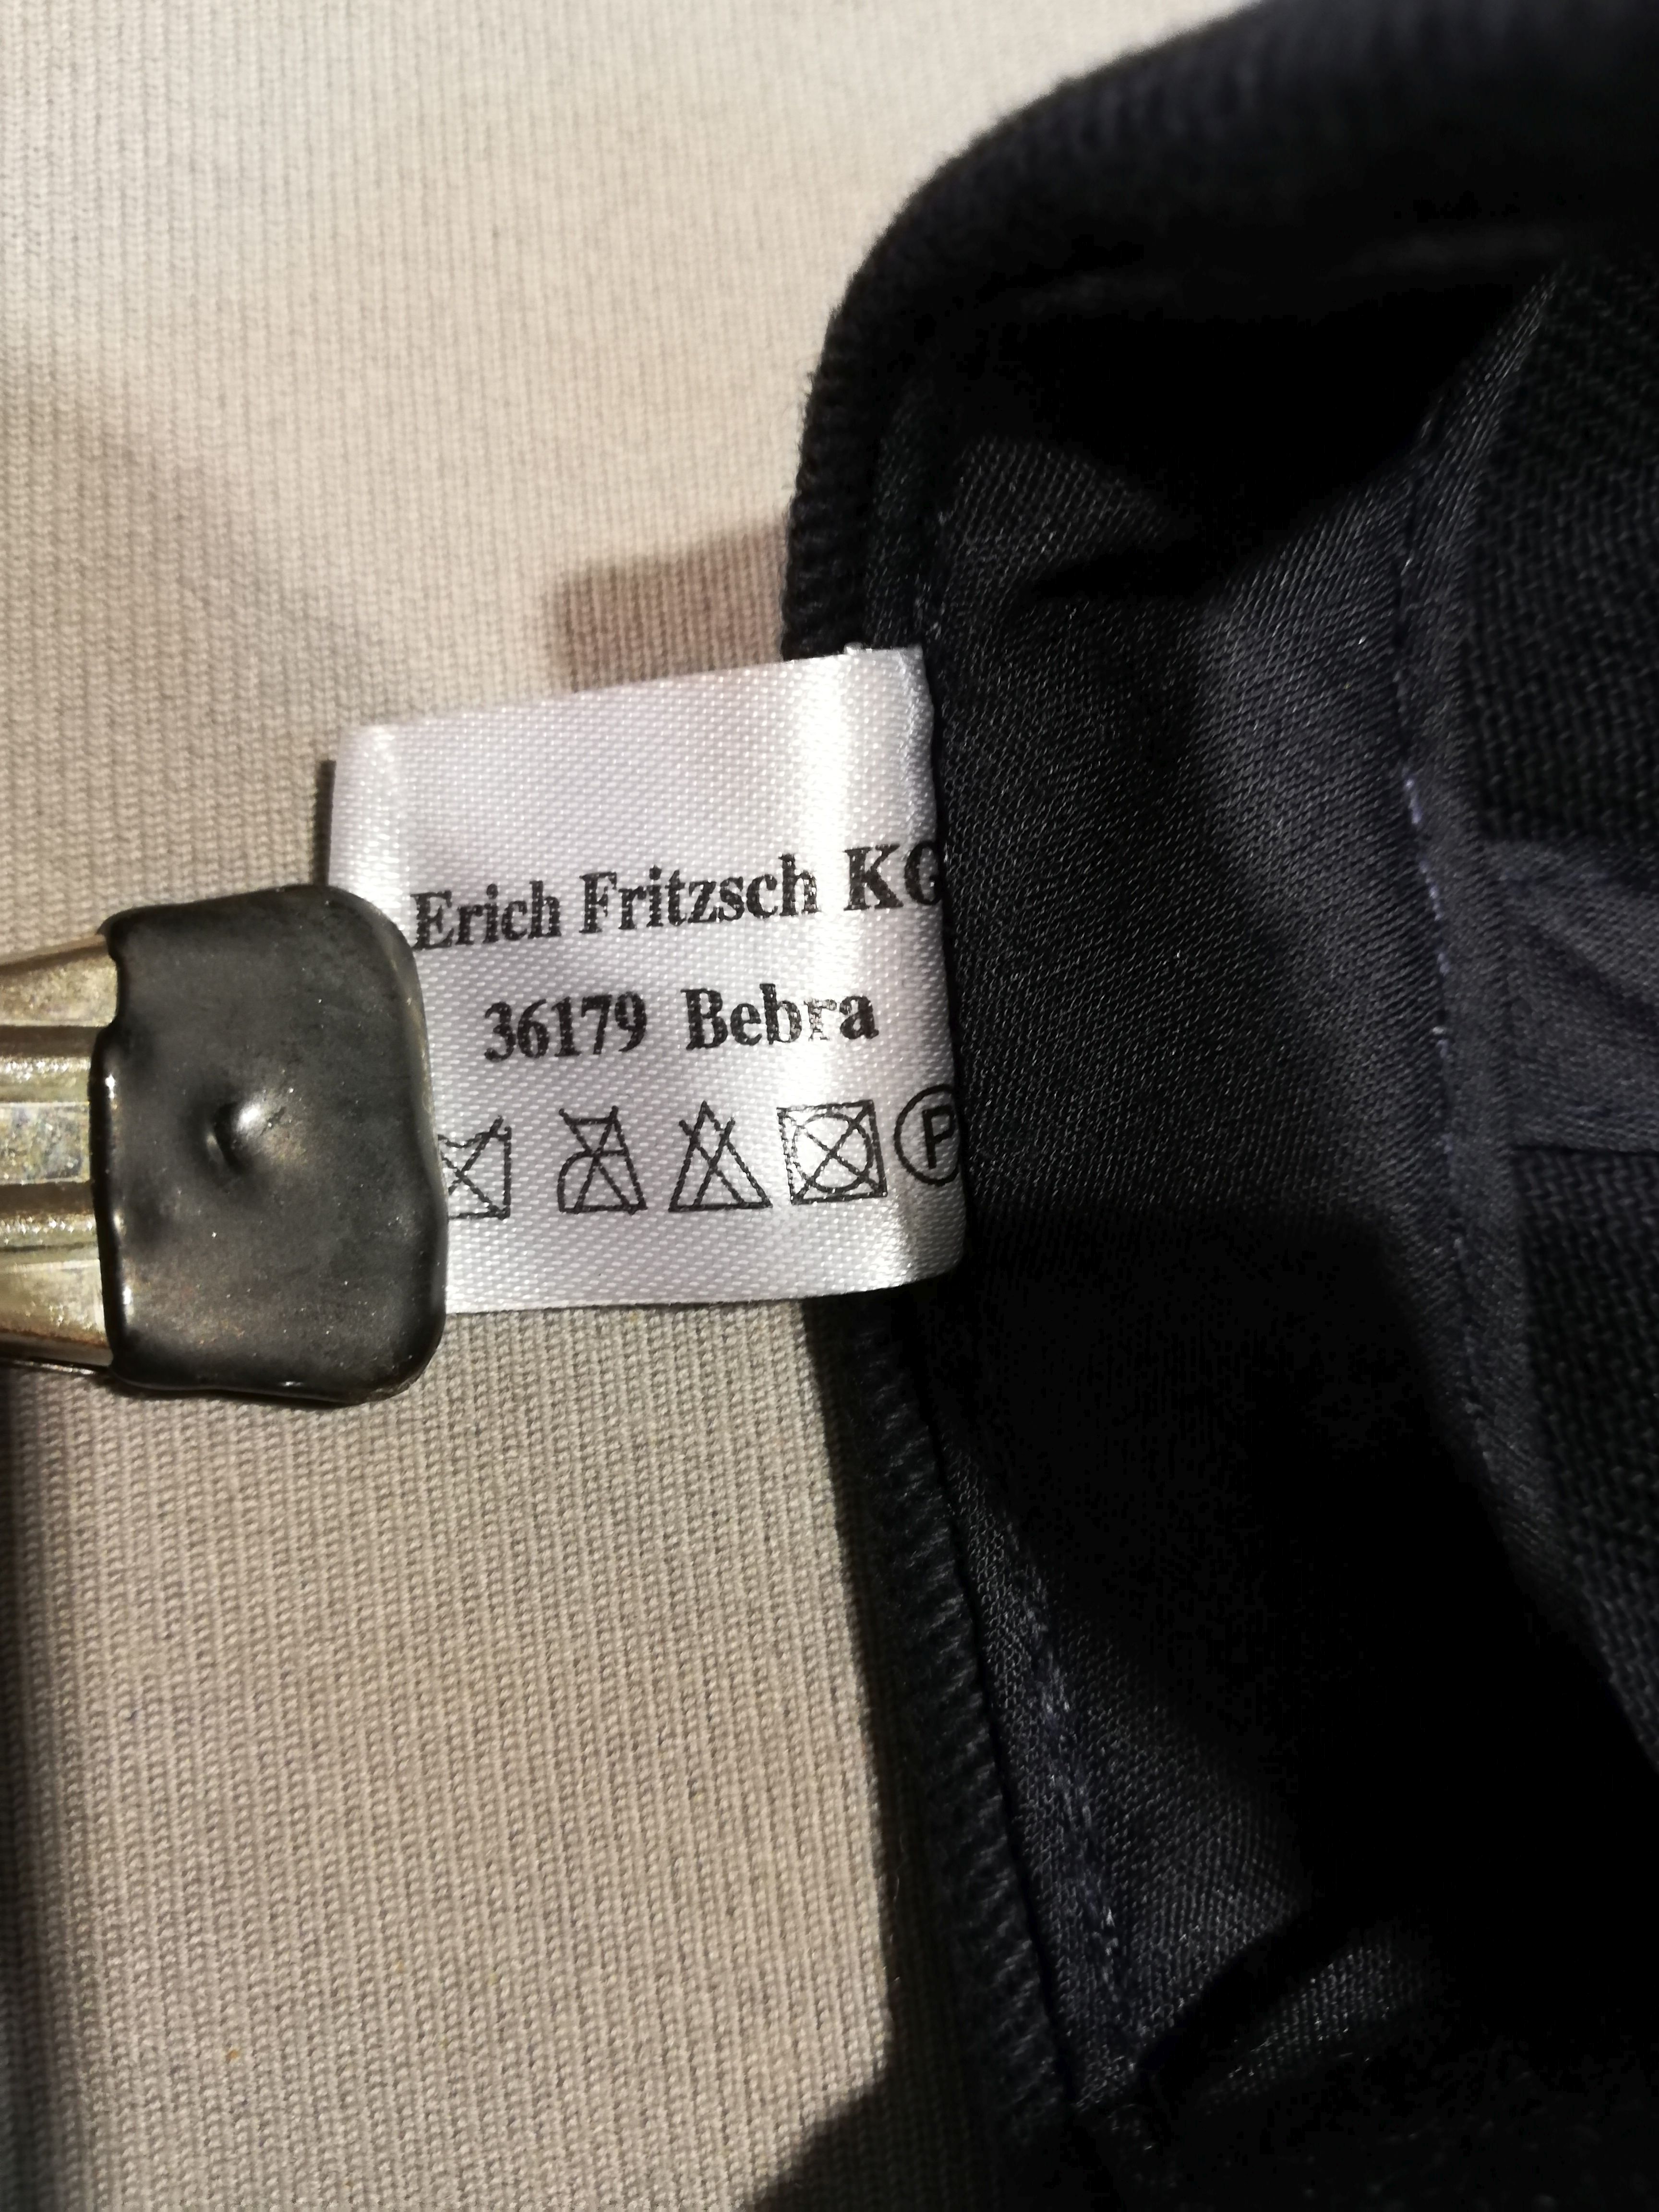 Erich Fritzsch KG
36179 Bebra
P